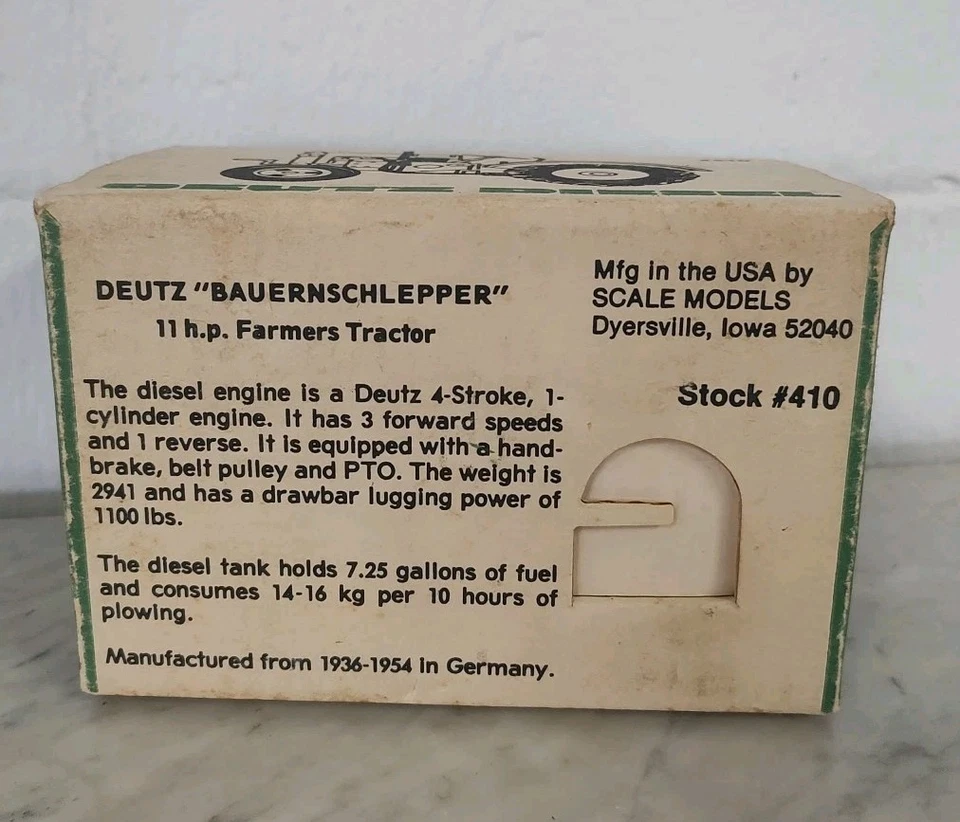 DEUTZ DIESEL
DEUTZ "BAUERNSCHLEPPER"
11 h.p. Farmers Tractor
The diesel engine is a Deutz 4-Stroke, 1-
cylinder engine. It has 3 forward speeds
and 1 reverse. It is equipped with a hand-
brake, belt pulley and PTO. The weight is
2941 and has a drawbar lugging power of
1100 lbs.
The diesel tank holds 7.25 gallons of fuel
and consumes 14-16 kg per 10 hours of
plowing.
Manufactured from 1936-1954 in Germany.
Mfg in the USA by
SCALE MODELS
Dyersville, Iowa 52040
Stock #410